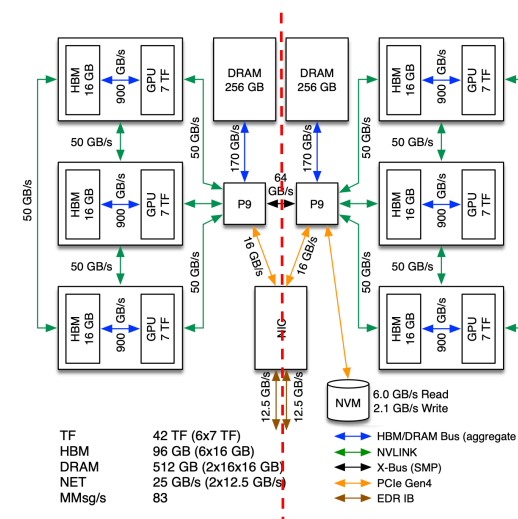 HBM
16 GB
900 GB/s
GPU
7 TF
DRAM
256 GB
DRAM
256 GB
HBM
16 GB
900 GB/s
GPU
7 TF
50 GB/s
50 GB/s
170 GB/s
170 GB/s
50 GB/s
50 GB/s
50 GB/s
HBM
16 GB
900 GB/s
GPU
7 TF
P9
64
GB/s
P9
HBM
16 GB
900 GB/s
GPU
7 TF
50 GB/s
50 GB/s
16 GB/s
16 GB/s
50 GB/s
50 GB/s
HBM
16 GB
900 GB/s
GPU
7 TF
NIC
HBM
16 GB
900 GB/s
GPU
7 TF
12.5 GB/s
12.5 GB/s
NVM
6.0 GB/s Read
2.1 GB/s Write
TF 42 TF (6x7 TF)
HBM 96 GB (6x16 GB)
DRAM 512 GB (2x16x16 GB)
NET 25 GB/s (2x12.5 GB/s)
MMsg/s 83
HBM/DRAM Bus (aggregate
NVLINK
X-Bus (SMP)
PCIe Gen4
EDR IB